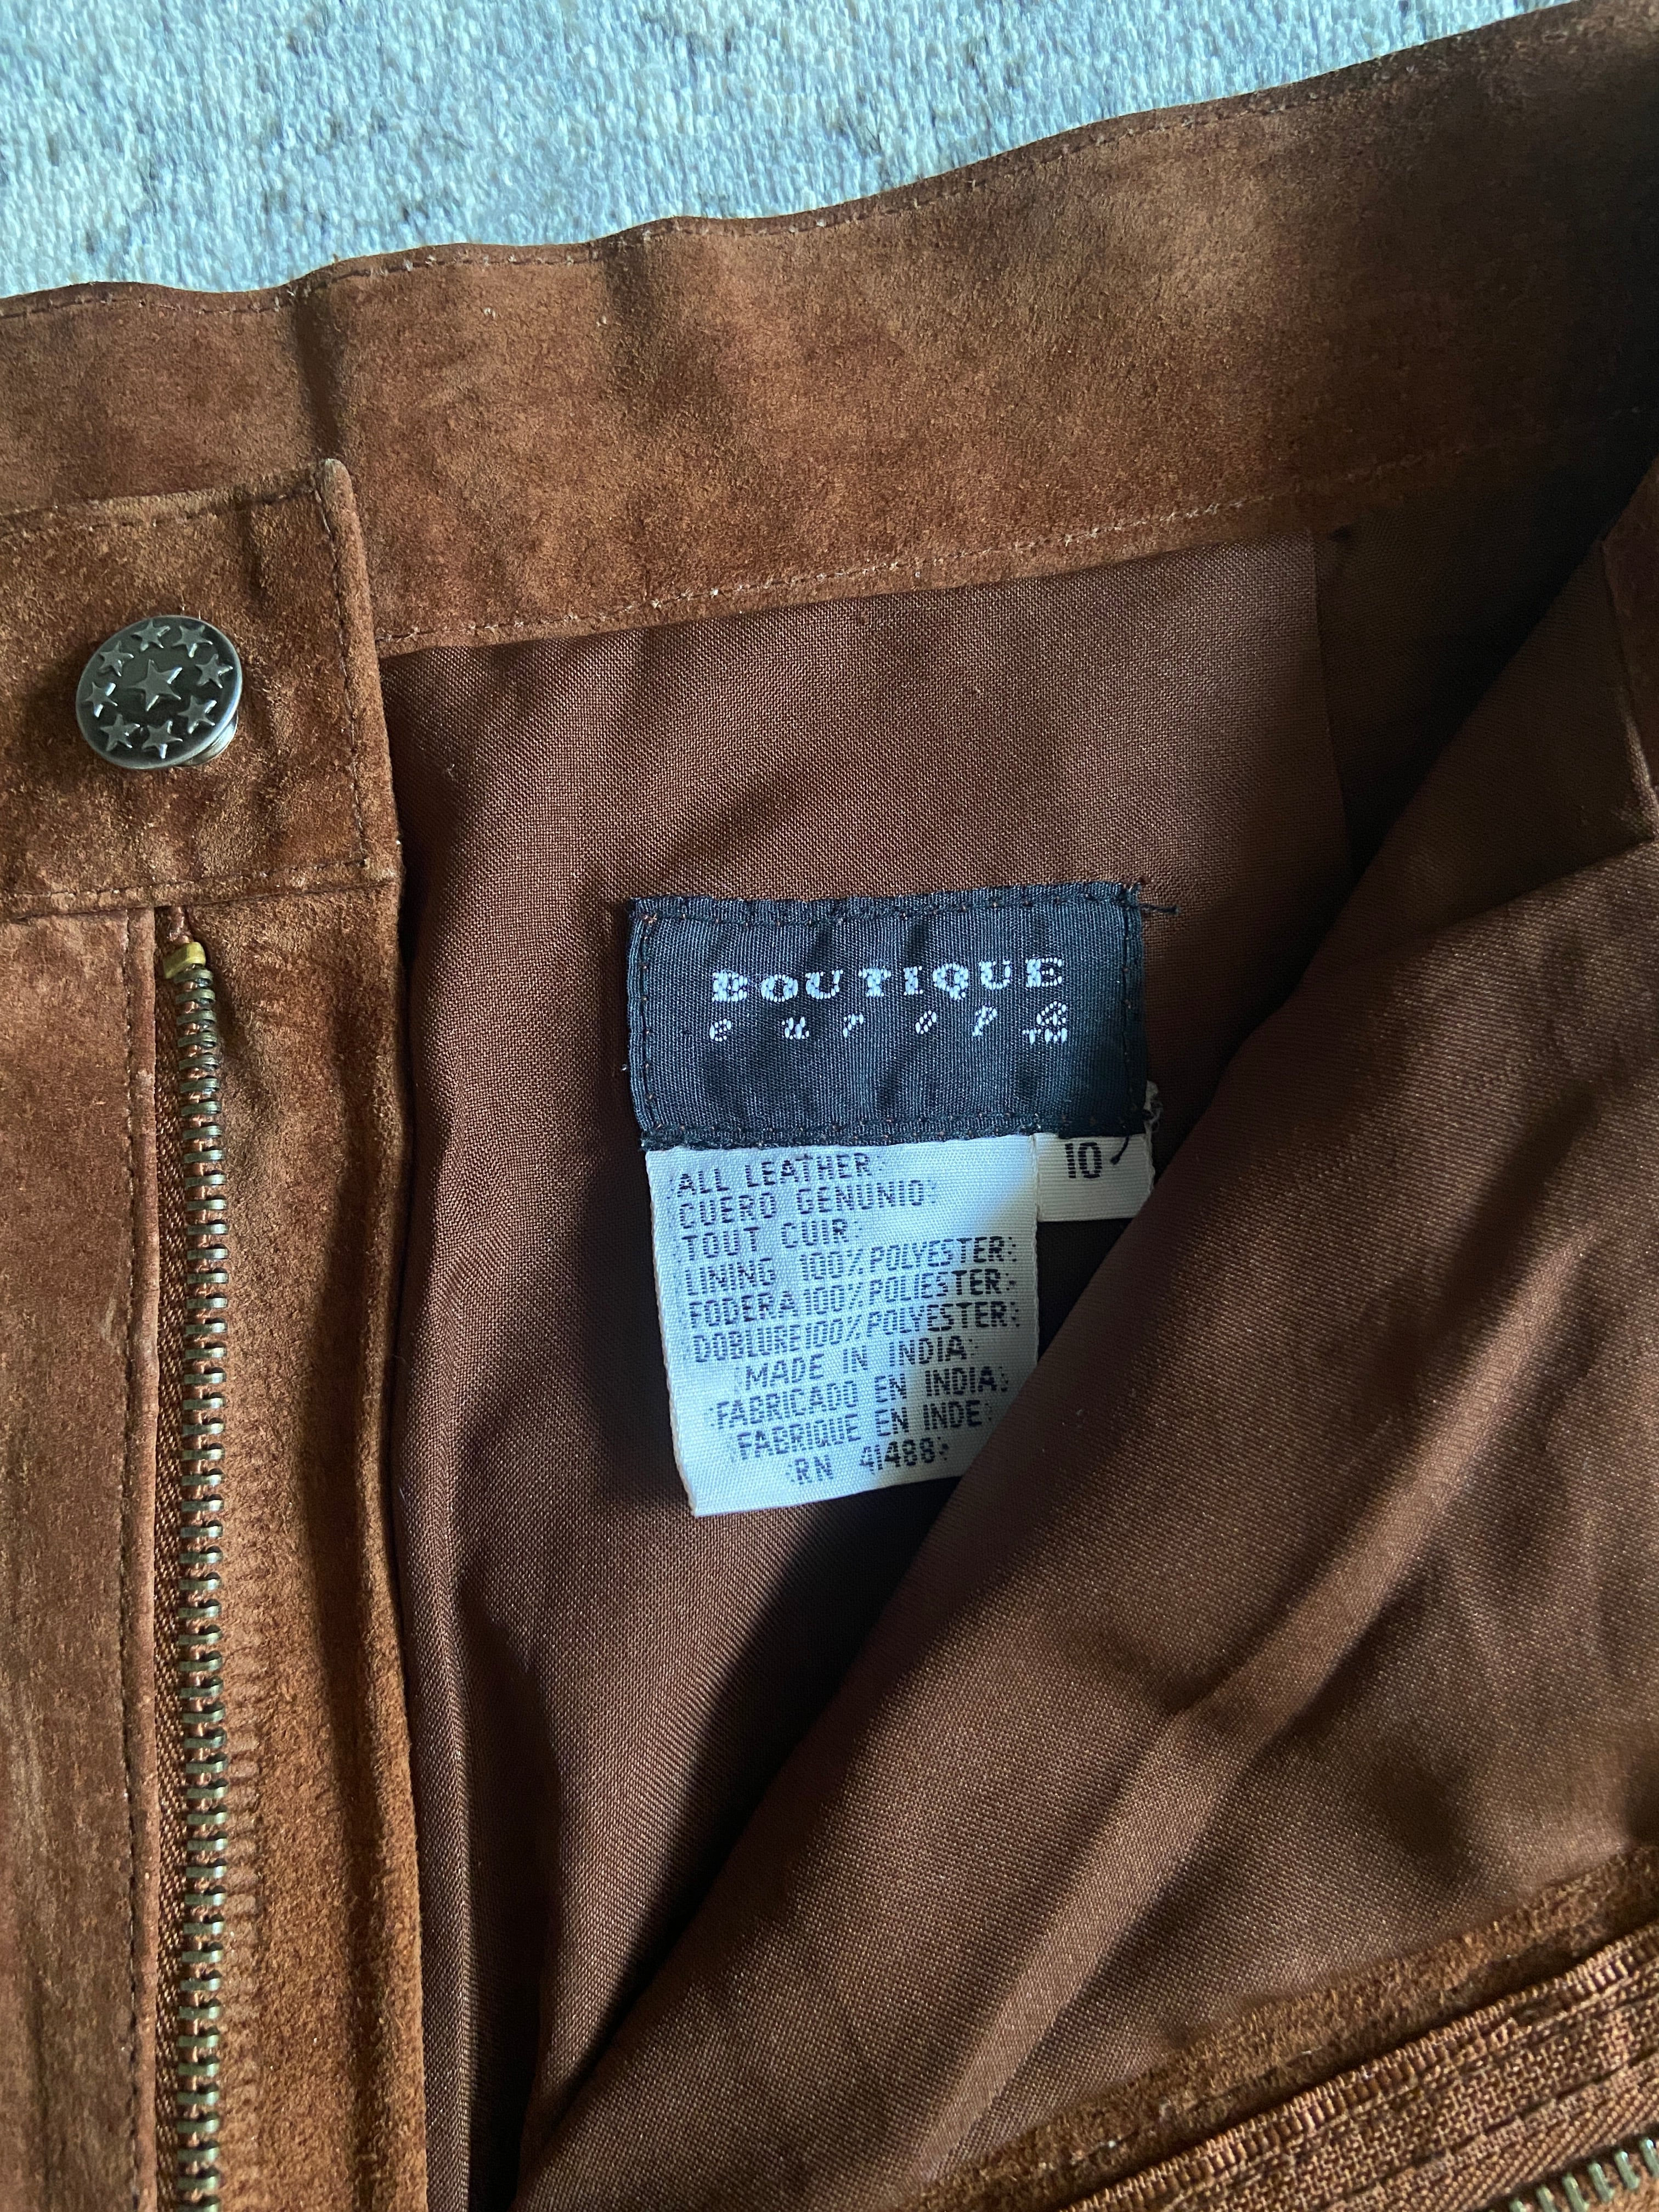 BOUTIQUE
europa
TM
10
ALL LEATHER
CUERO GENUNIO
TOUT CUIR
LINING 100% POLYESTER
FODERA 100% POLIESTER
DOBLURE 100% POLYESTER
MADE IN INDIA
FABRICADO EN INDIA
FABRIQUE EN INDE
RN 41488